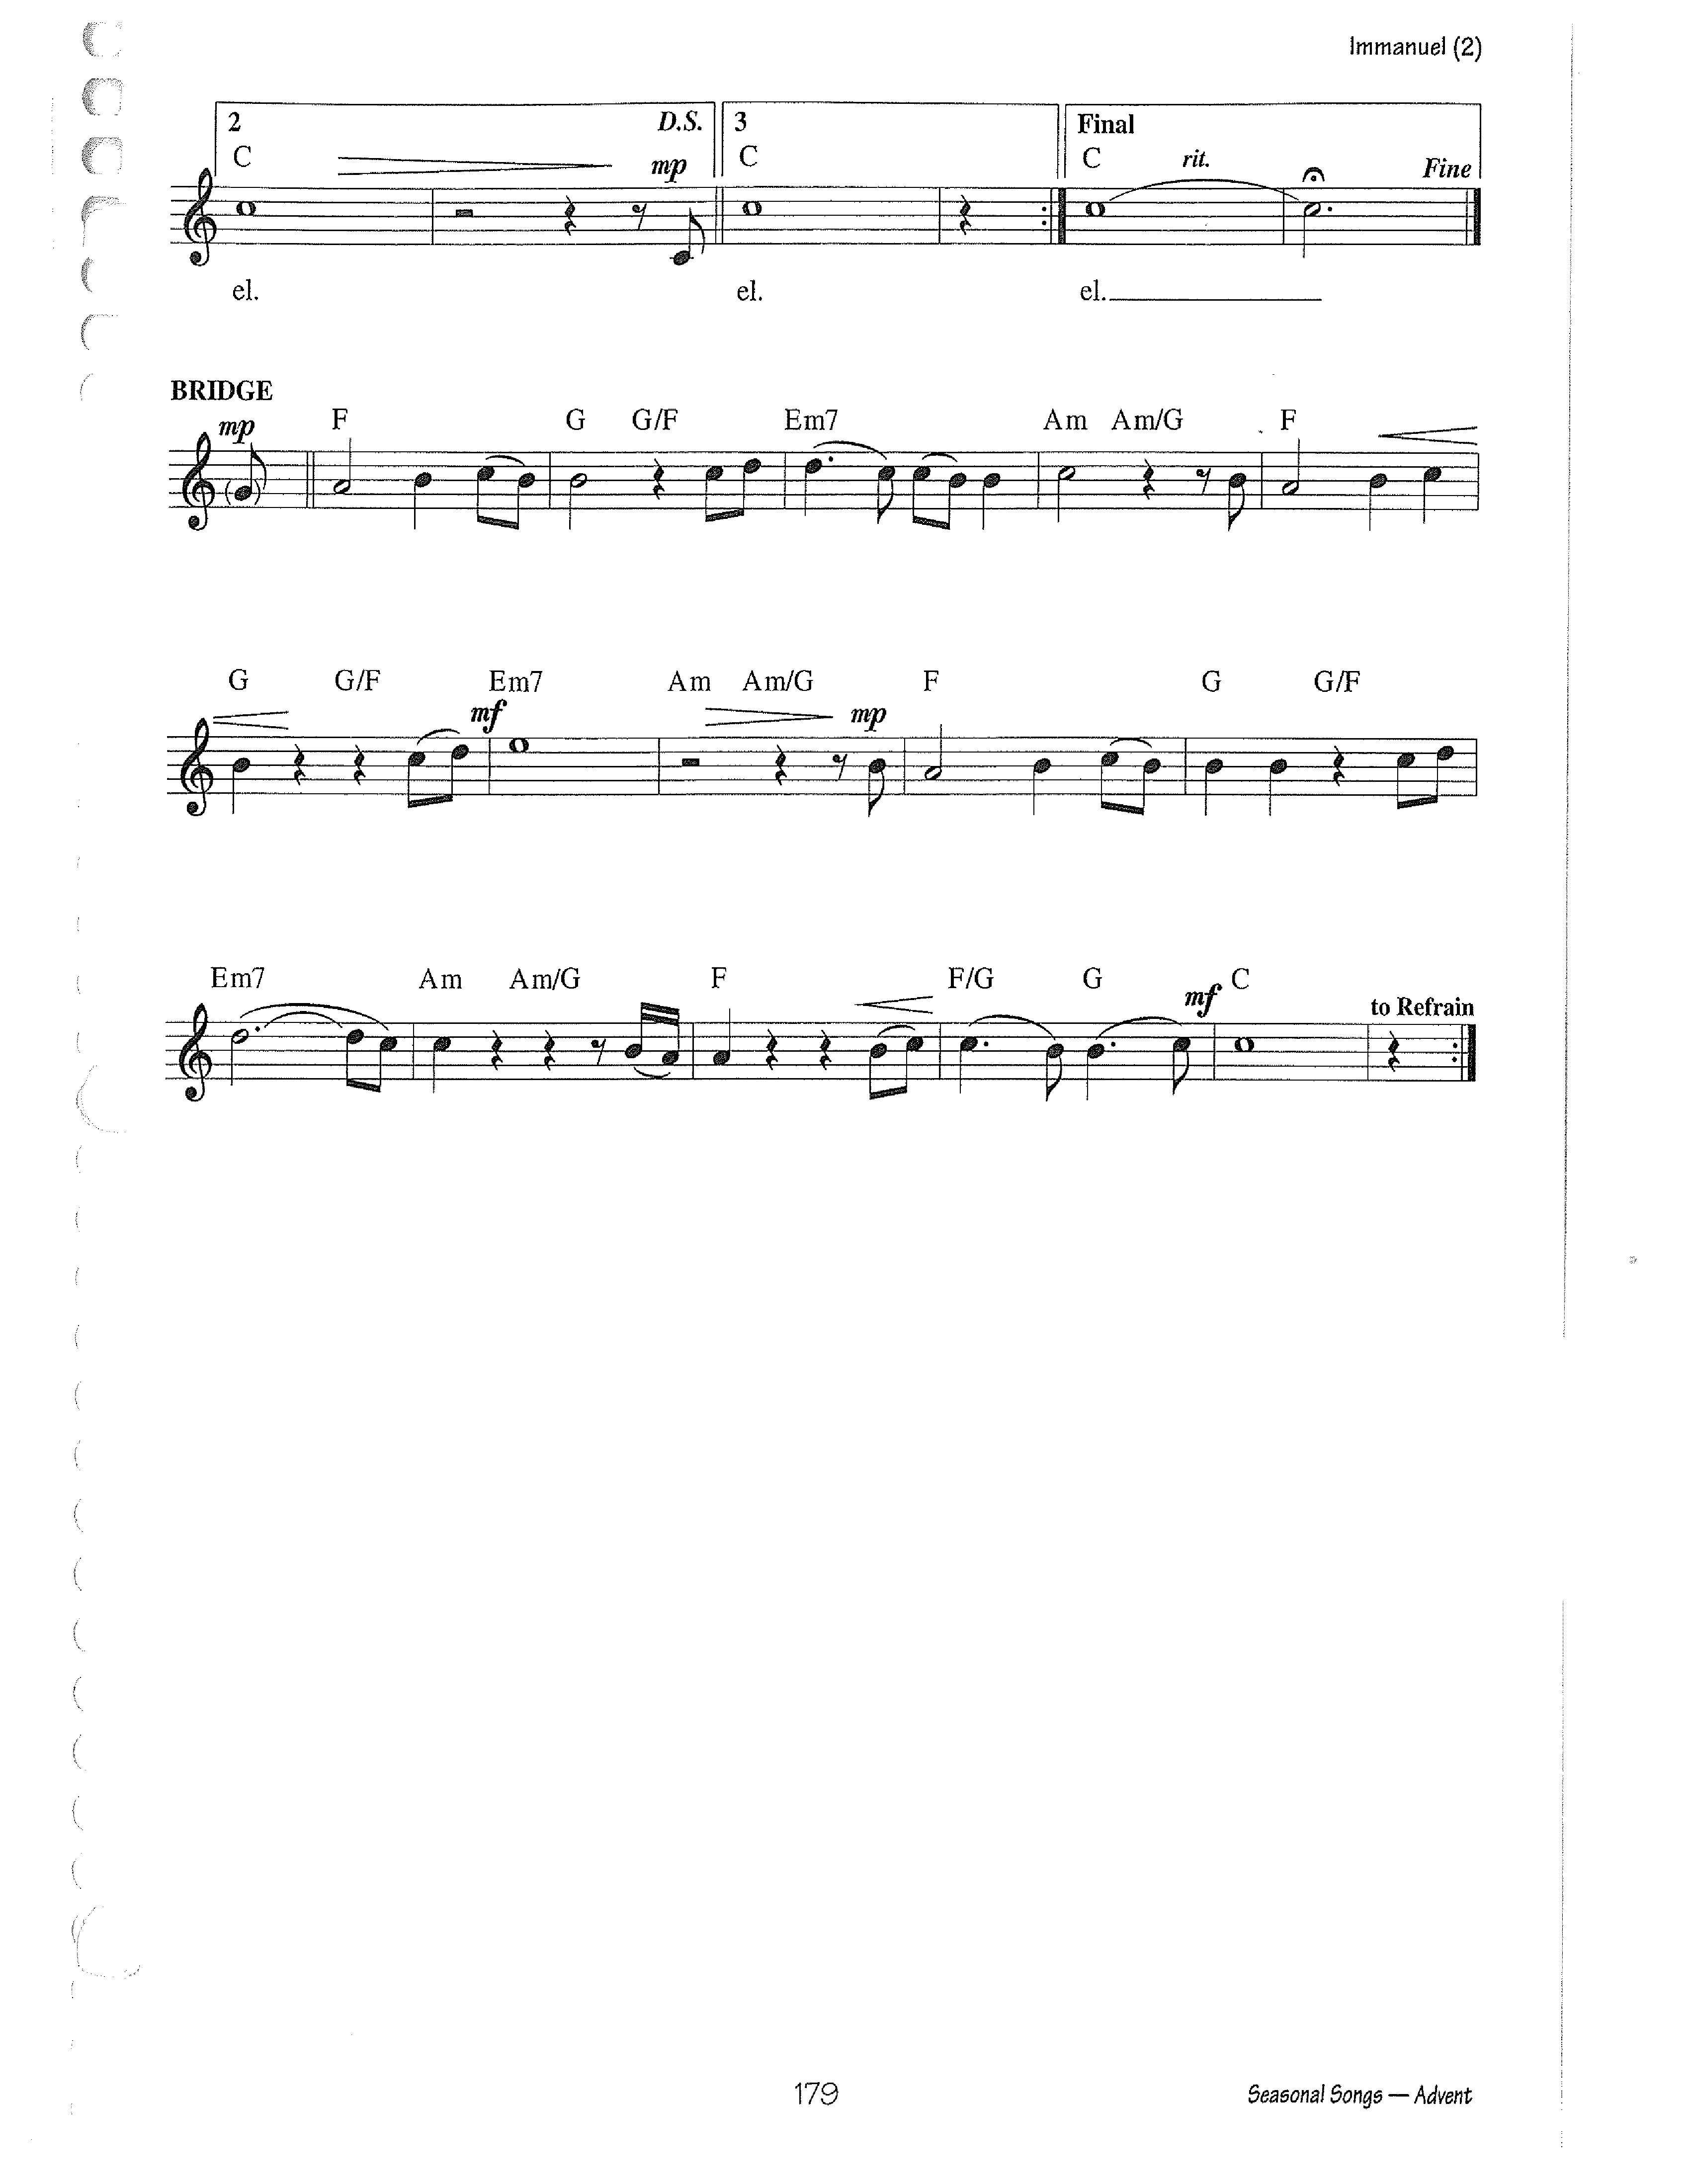 Immanuel (2)
2 D.S. 3 Final
C mp C C rit. Fine
el. el. el.
BRIDGE
mp F G G/F Em7 Am Am/G F
G G/F Em7 Am Am/G F G G/F
mf mp
Em7 Am Am/G F F/G G mf C to Refrain
179 Seasonal Songs — Advent